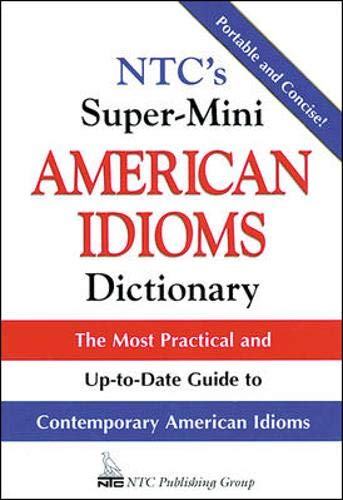 Portable and Concise!
NTC's
Super-Mini
AMERICAN
IDIOMS
Dictionary
The Most Practical and
Up-to-Date Guide to
Contemporary American Idioms
NTC
NTC Publishing Group